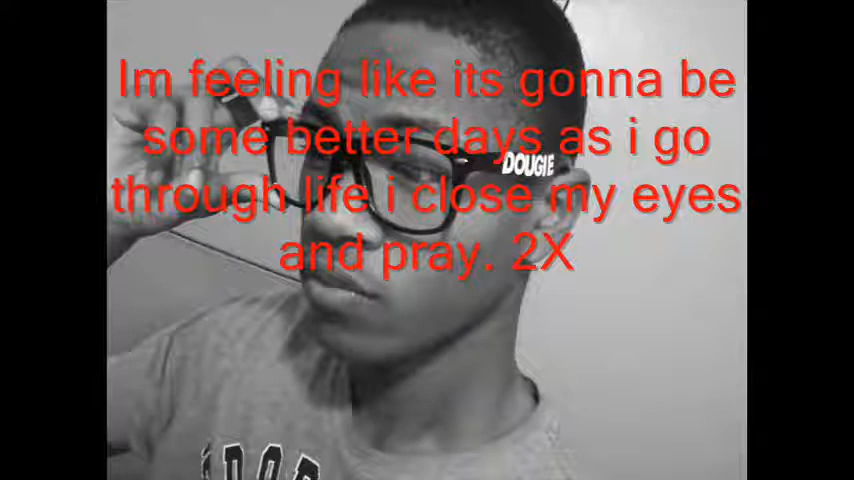 Im feeling like its gonna be
some better days as i go
through life i close my eyes
and pray. 2X
DOUGIE